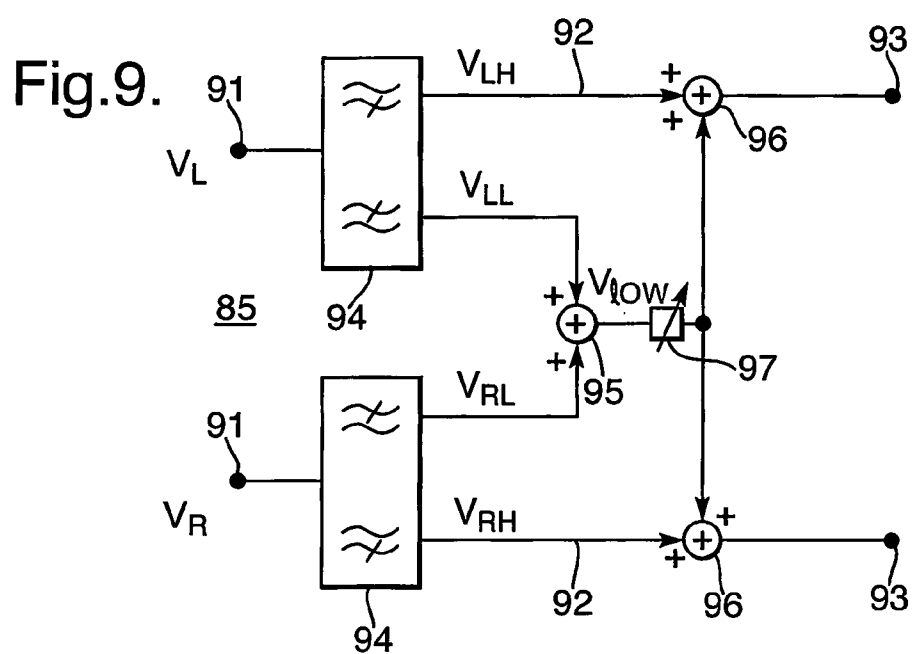 Fig.9.
92
93
91
V_LH
+
+
+
96
V_L
V_LL
85
94
V_low
+
+
+
97
95
91
V_RL
V_R
V_RH
+
+
+
92
96
93
94